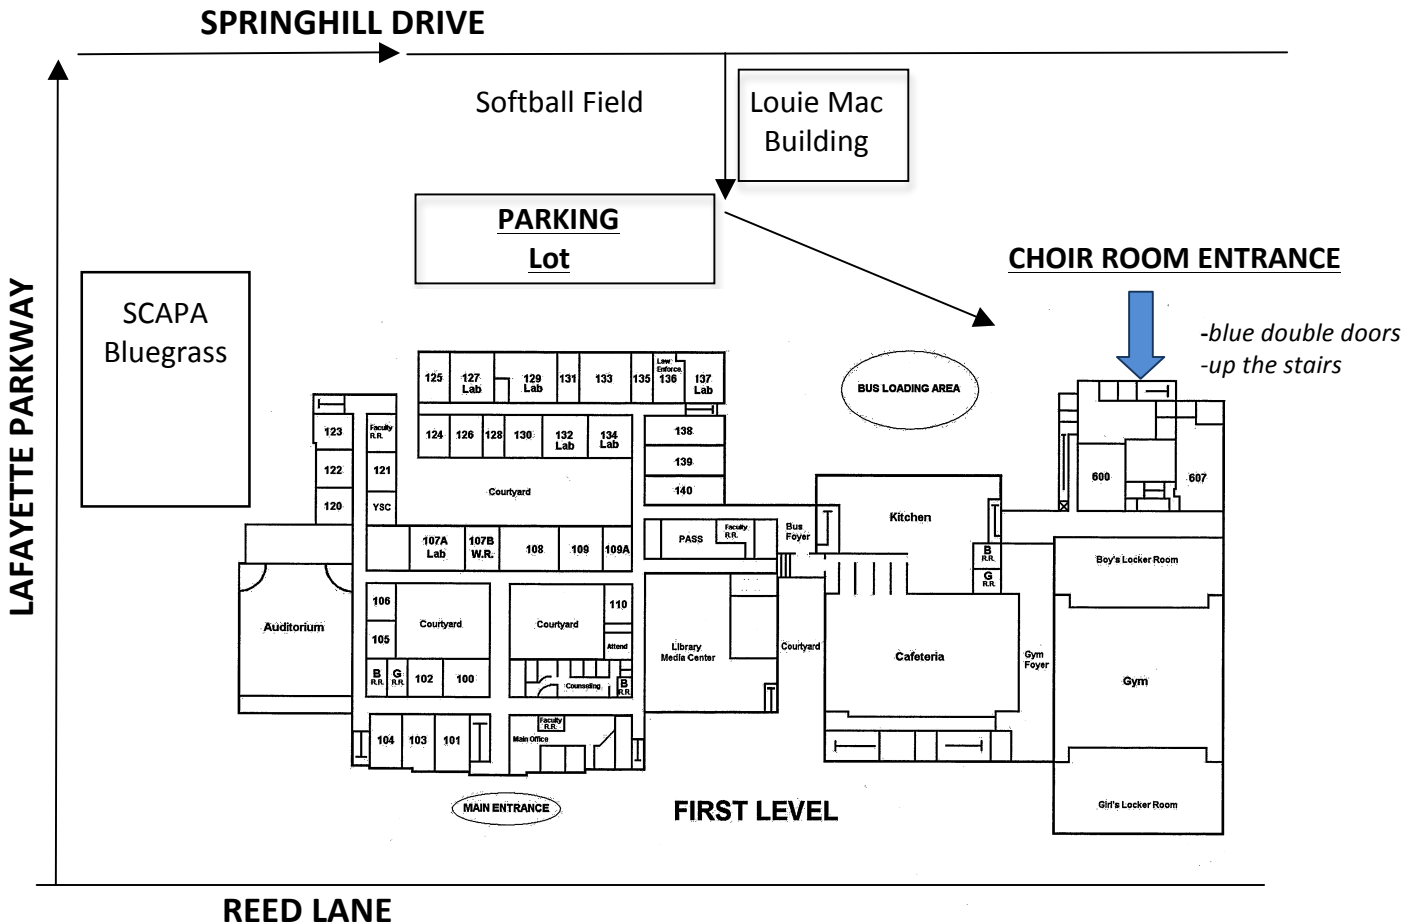 SPRINGHILL DRIVE
Softball Field
Louie Mac
Building
PARKING
Lot
CHOIR ROOM ENTRANCE
-blue double doors
-up the stairs
LAFAYETTE PARKWAY
SCAPA
Bluegrass
BUS LOADING AREA
125
127
Lab
129
Lab
131
133
135
Law
Enforce.
136
137
Lab
123
Faculty
R.R.
124
126
128
130
132
Lab
134
Lab
138
122
121
139
120
YSC
Courtyard
140
600
607
Kitchen
107A
Lab
107B
W.R.
108
109
109A
PASS
Faculty
R.R.
Bus
Foyer
B
R.R.
G
R.R.
Boy's Locker Room
106
105
Auditorium
Courtyard
Courtyard
110
Attend
Library
Media Center
Courtyard
Cafeteria
Gym
Foyer
Gym
B
R.R.
G
R.R.
102
100
Counseling
B
R.R.
104
103
101
Main Office
Faculty
R.R.
MAIN ENTRANCE
FIRST LEVEL
Girl's Locker Room
REED LANE